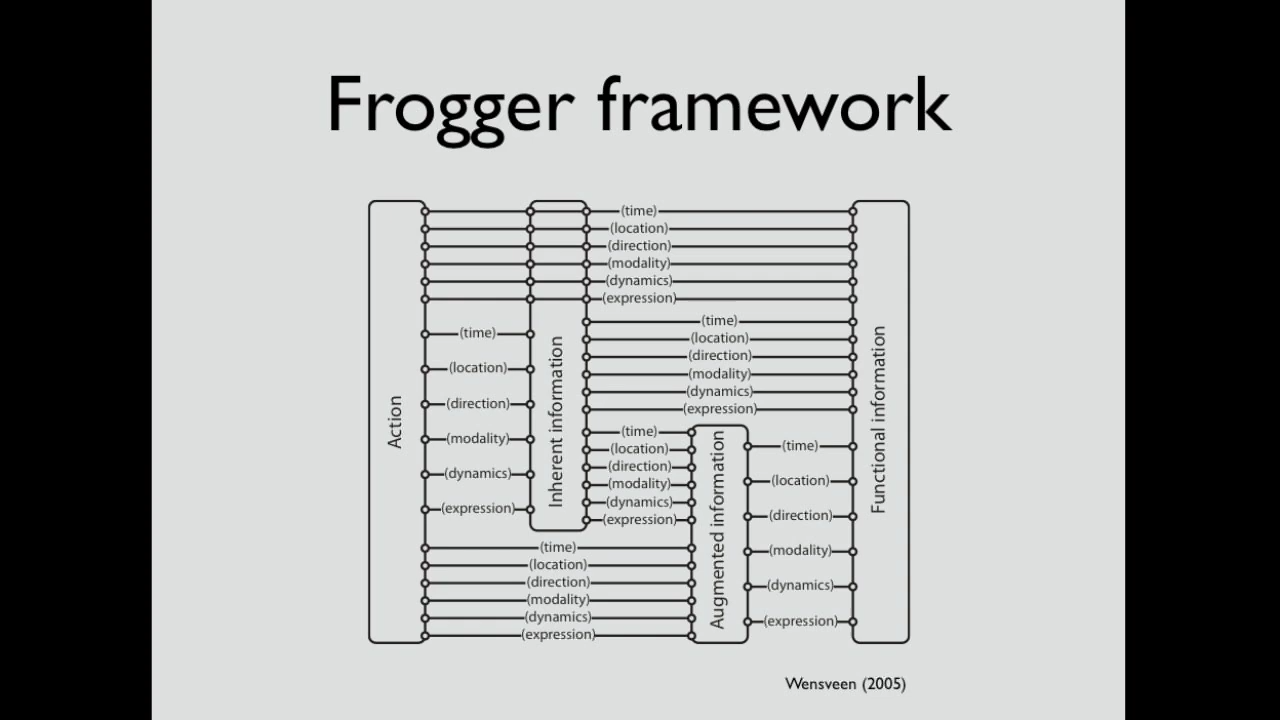 Frogger framework
(time)
(location)
(direction)
(modality)
(dynamics)
(expression)
(time)
(location)
(direction)
(modality)
(dynamics)
(expression)
Action
(time)
(location)
(direction)
(modality)
(dynamics)
(expression)
Inherent information
(time)
(location)
(direction)
(modality)
(dynamics)
(expression)
Augmented information
(time)
(location)
(direction)
(modality)
(dynamics)
(expression)
Functional information
(time)
(location)
(direction)
(modality)
(dynamics)
(expression)
Wensveen (2005)